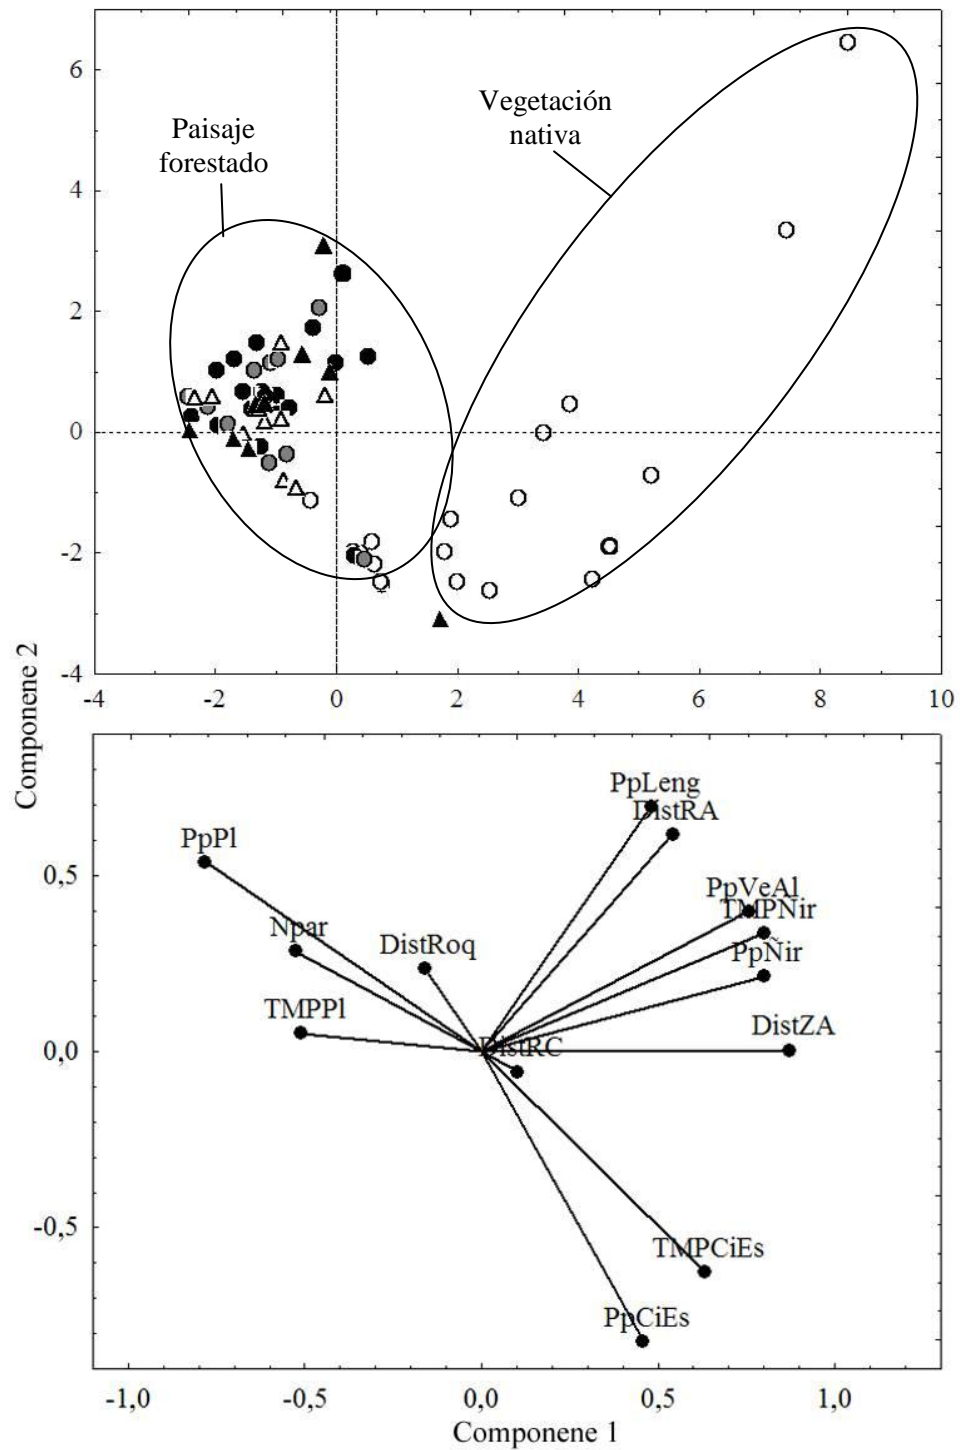 6
4
2
0
-2
-4
Paisaje
forestado
Vegetación
nativa
-4 -2 0 2 4 6 8 10
Componene 2
PpLeng
DistRA
PpPl
PpVeAl
TMPNir
Npar
DistRoq
PpÑir
TMPPl
DistZA
DistRC
TMPCiEs
PpCiEs
0,5
0,0
-0,5
-1,0 -0,5 0,0 0,5 1,0
Componene 1